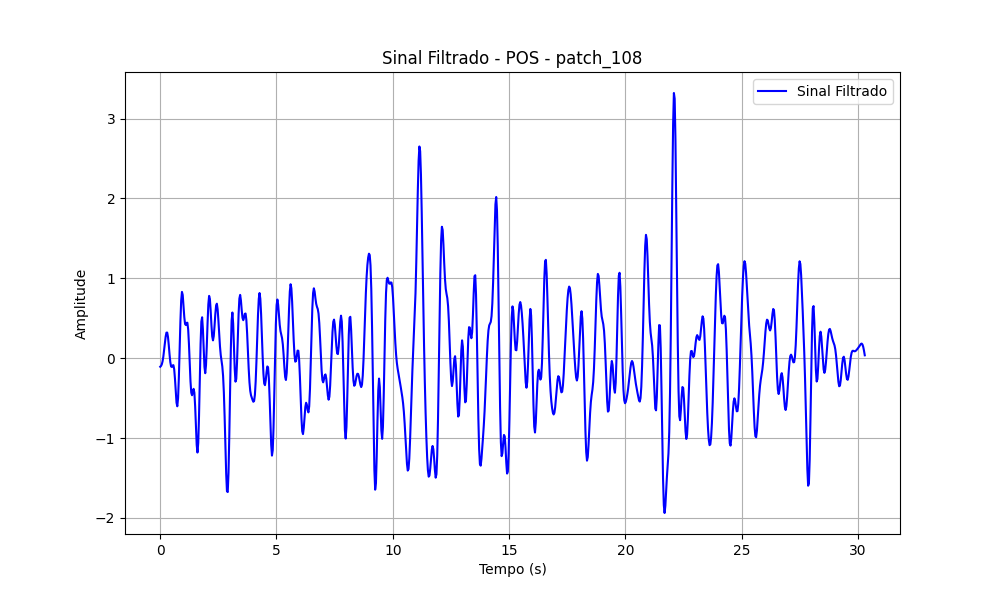 Sinal Filtrado - POS - patch_108
Sinal Filtrado
Amplitude
3
2
1
0
−1
−2
0 5 10 15 20 25 30
Tempo (s)